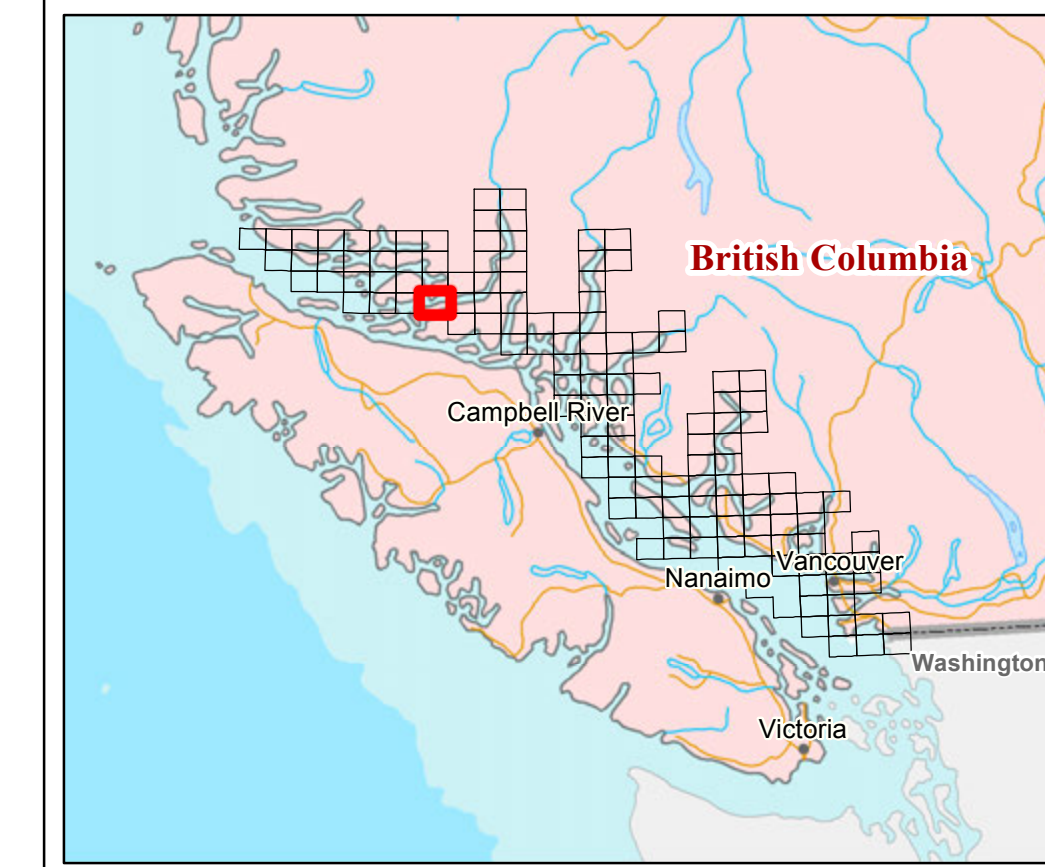 British Columbia
Campbell River
Vancouver
Nanaimo
Washington
Victoria